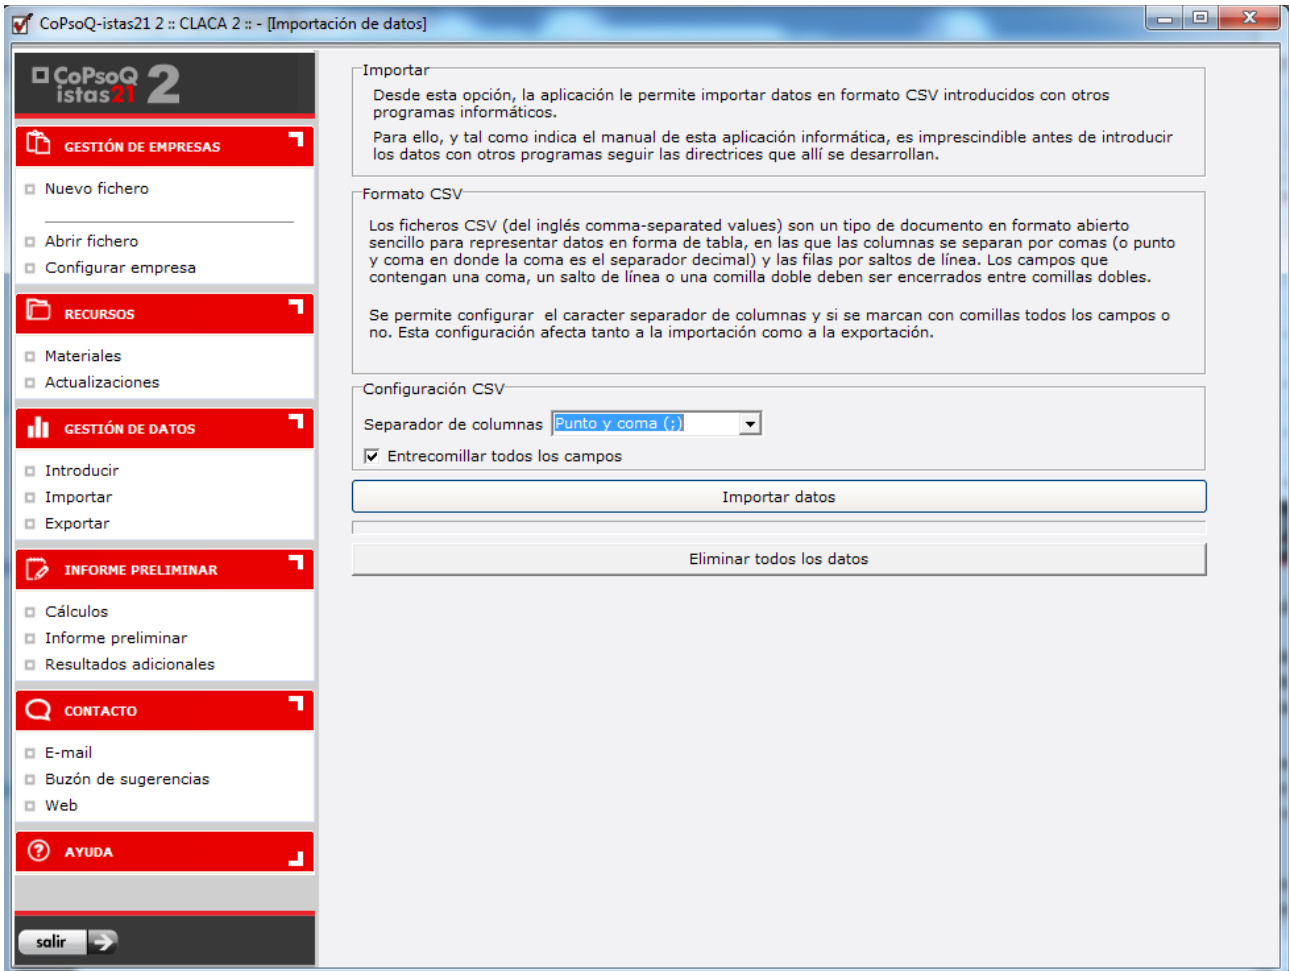 CoPsoQ-istas21 2 :: CLACA 2 :: - [Importación de datos]
CoPsoQ
istas21 2
GESTIÓN DE EMPRESAS
Nuevo fichero
Abrir fichero
Configurar empresa
RECURSOS
Materiales
Actualizaciones
GESTIÓN DE DATOS
Introducir
Importar
Exportar
INFORME PRELIMINAR
Cálculos
Informe preliminar
Resultados adicionales
CONTACTO
E-mail
Buzón de sugerencias
Web
AYUDA
salir
Importar
Desde esta opción, la aplicación le permite importar datos en formato CSV introducidos con otros
programas informáticos.
Para ello, y tal como indica el manual de esta aplicación informática, es imprescindible antes de introducir
los datos con otros programas seguir las directrices que allí se desarrollan.
Formato CSV
Los ficheros CSV (del inglés comma-separated values) son un tipo de documento en formato abierto
sencillo para representar datos en forma de tabla, en las que las columnas se separan por comas (o punto
y coma en donde la coma es el separador decimal) y las filas por saltos de línea. Los campos que
contengan una coma, un salto de línea o una comilla doble deben ser encerrados entre comillas dobles.
Se permite configurar  el caracter separador de columnas y si se marcan con comillas todos los campos o
no. Esta configuración afecta tanto a la importación como a la exportación.
Configuración CSV
Separador de columnas Punto y coma (;)
Entrecomillar todos los campos
Importar datos
Eliminar todos los datos